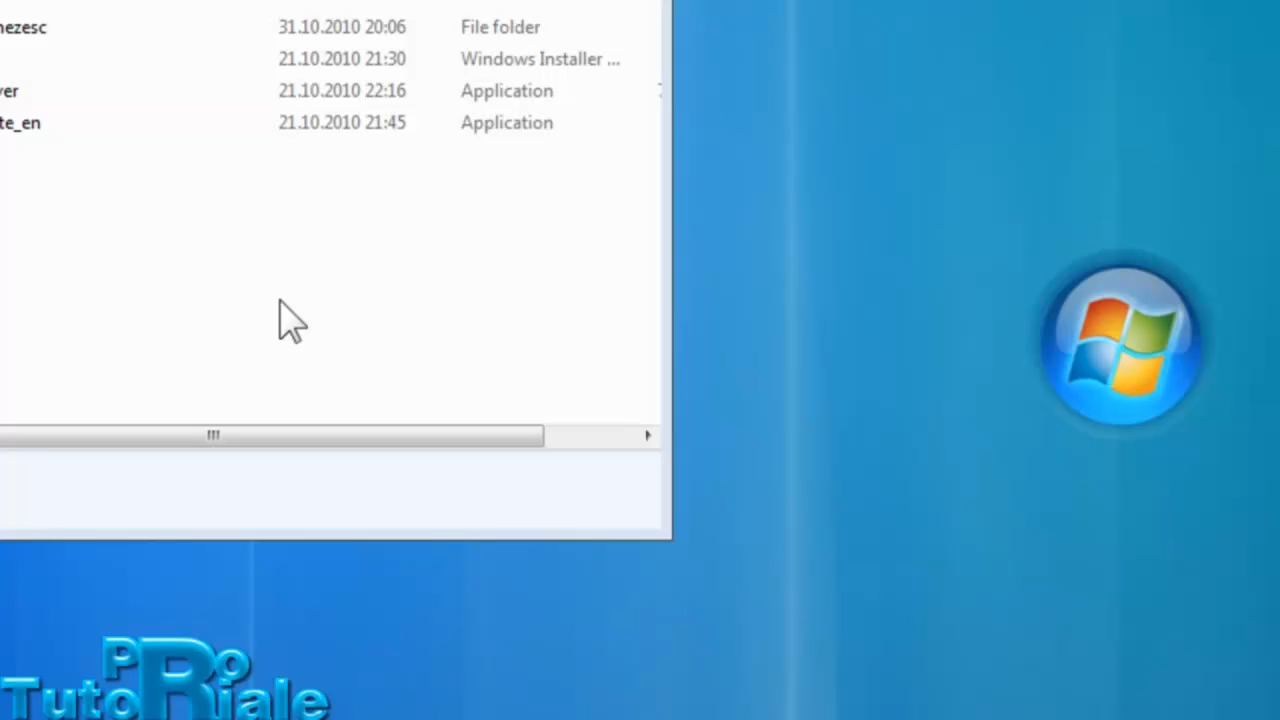 nezesc 31.10.2010 20:06 File folder
21.10.2010 21:30 Windows Installer ...
ver 21.10.2010 22:16 Application
te_en 21.10.2010 21:45 Application
PRo
TutoRiale